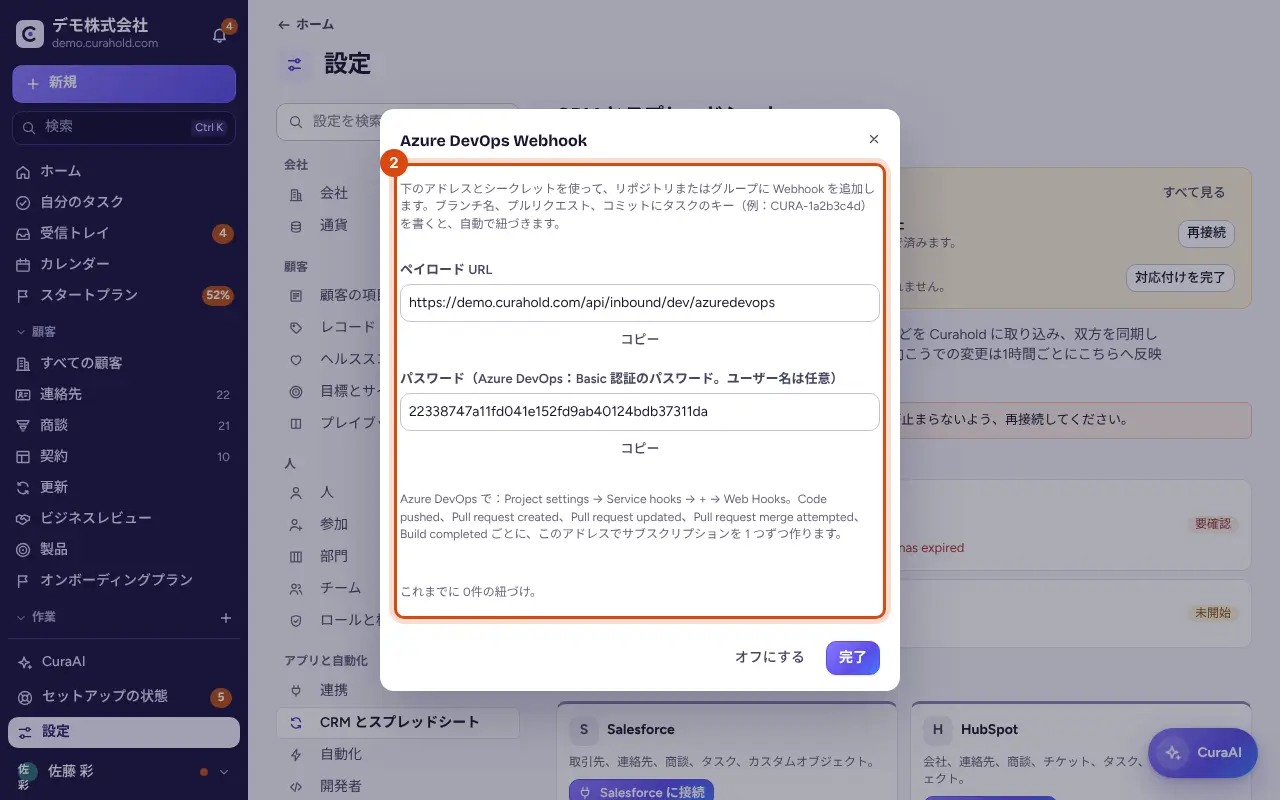 デモ株式会社
demo.curahold.com
4
新規
検索
Ctrl K
ホーム
自分のタスク
受信トレイ
4
カレンダー
スタートプラン
52%
顧客
すべての顧客
連絡先
22
商談
21
契約
10
更新
ビジネスレビュー
製品
オンボーディングプラン
作業
CuraAI
セットアップの状態
5
設定
佐彩
佐藤 彩
← ホーム
設定
設定を検索
会社
会社
通貨
顧客
顧客の項
レコード
ヘルスス
目標とサ
プレイブッ
人
人
参加
部門
チーム
ロールと
アプリと自動化
連携
CRM とスプレッドシート
自動化
開発者
Azure DevOps Webhook
2
下のアドレスとシークレットを使って、リポジトリまたはグループに Webhook を追加し
ます。ブランチ名、プルリクエスト、コミットにタスクのキー（例：CURA-1a2b3c4d）
を書くと、自動で紐づきます。
ペイロード URL
https://demo.curahold.com/api/inbound/dev/azuredevops
コピー
パスワード（Azure DevOps：Basic 認証のパスワード。ユーザー名は任意）
22338747a11fd041e152fd9ab40124bdb37311da
コピー
Azure DevOps で：Project settings → Service hooks → + → Web Hooks。Code
pushed、Pull request created、Pull request updated、Pull request merge attempted、
Build completed ごとに、このアドレスでサブスクリプションを 1 つずつ作ります。
これまでに 0件の紐づけ。
オフにする
完了
すべて見る
済みます。
再接続
れません。
対応付けを完了
どを Curahold に取り込み、双方を同期し
向こうでの変更は1時間ごとにこちらへ反映
止まらないよう、再接続してください。
要確認
has expired
未開始
S
Salesforce
取引先、連絡先、商談、タスク、カスタムオブジェクト。
Salesforce に接続
H
HubSpot
会社、連絡先、商談、チケット、タスク、
ェクト。
CuraAI